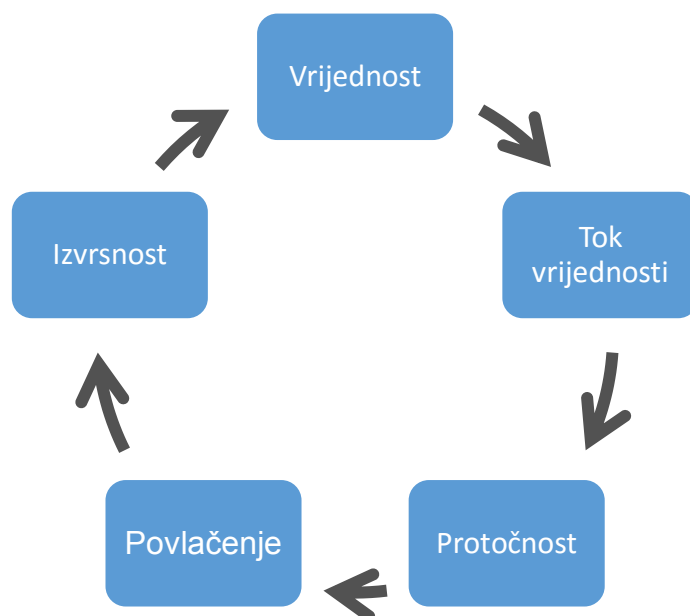 Vrijednost
Tok
vrijednosti
Protočnost
Povlačenje
Izvrsnost